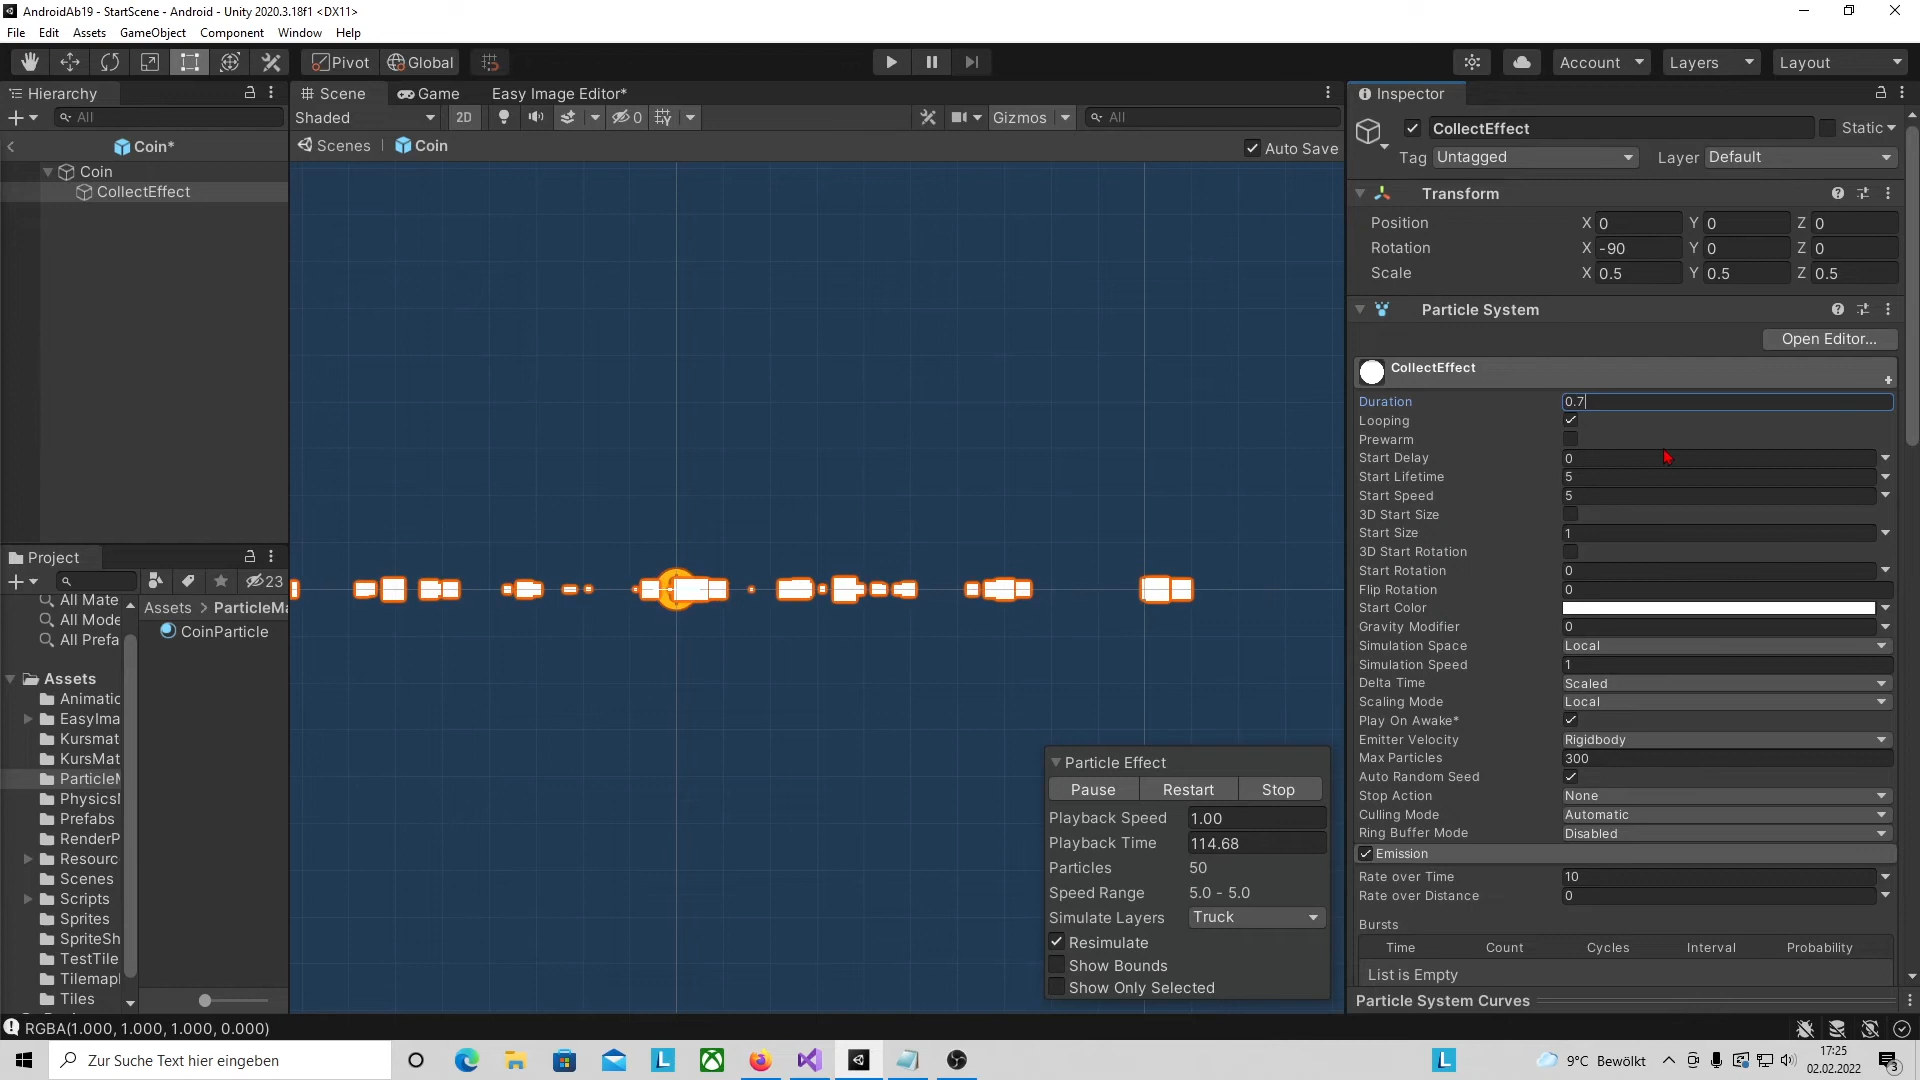 AndroidAb19 - StartScene - Android - Unity 2020.3.18f1 <DX11>
File Edit Assets GameObject Component Window Help
Pivot Global Account Layers Layout
Hierarchy
All
Coin*
Coin
CollectEffect
Scene Game Easy Image Editor*
Shaded 2D 0 Gizmos All
Scenes Coin Auto Save
Inspector
CollectEffect Static
Tag Untagged Layer Default
Transform
Position X 0 Y 0 Z 0
Rotation X -90 Y 0 Z 0
Scale X 0.5 Y 0.5 Z 0.5
Particle System
Open Editor...
CollectEffect
Duration 0.7
Looping
Prewarm
Start Delay 0
Start Lifetime 5
Start Speed 5
3D Start Size
Start Size 1
3D Start Rotation
Start Rotation 0
Flip Rotation 0
Start Color
Gravity Modifier 0
Simulation Space Local
Simulation Speed 1
Delta Time Scaled
Scaling Mode Local
Play On Awake*
Emitter Velocity Rigidbody
Max Particles 300
Auto Random Seed
Stop Action None
Culling Mode Automatic
Ring Buffer Mode Disabled
Emission
Rate over Time 10
Rate over Distance 0
Bursts
Time Count Cycles Interval Probability
List is Empty
Particle System Curves
Particle Effect
Pause Restart Stop
Playback Speed 1.00
Playback Time 114.68
Particles 50
Speed Range 5.0 - 5.0
Simulate Layers Truck
Resimulate
Show Bounds
Show Only Selected
Project
23
All Mate
All Mode
All Prefa
Assets
Animatic
EasyIma
Kursmat
KursMat
ParticleM
PhysicsM
Prefabs
RenderP
Resourc
Scenes
Scripts
Sprites
SpriteSh
TestTile
Tilemap
Tiles
Assets > ParticleMa
CoinParticle
RGBA(1.000, 1.000, 1.000, 0.000)
Zur Suche Text hier eingeben
9°C Bewölkt
17:25
02.02.2022
3